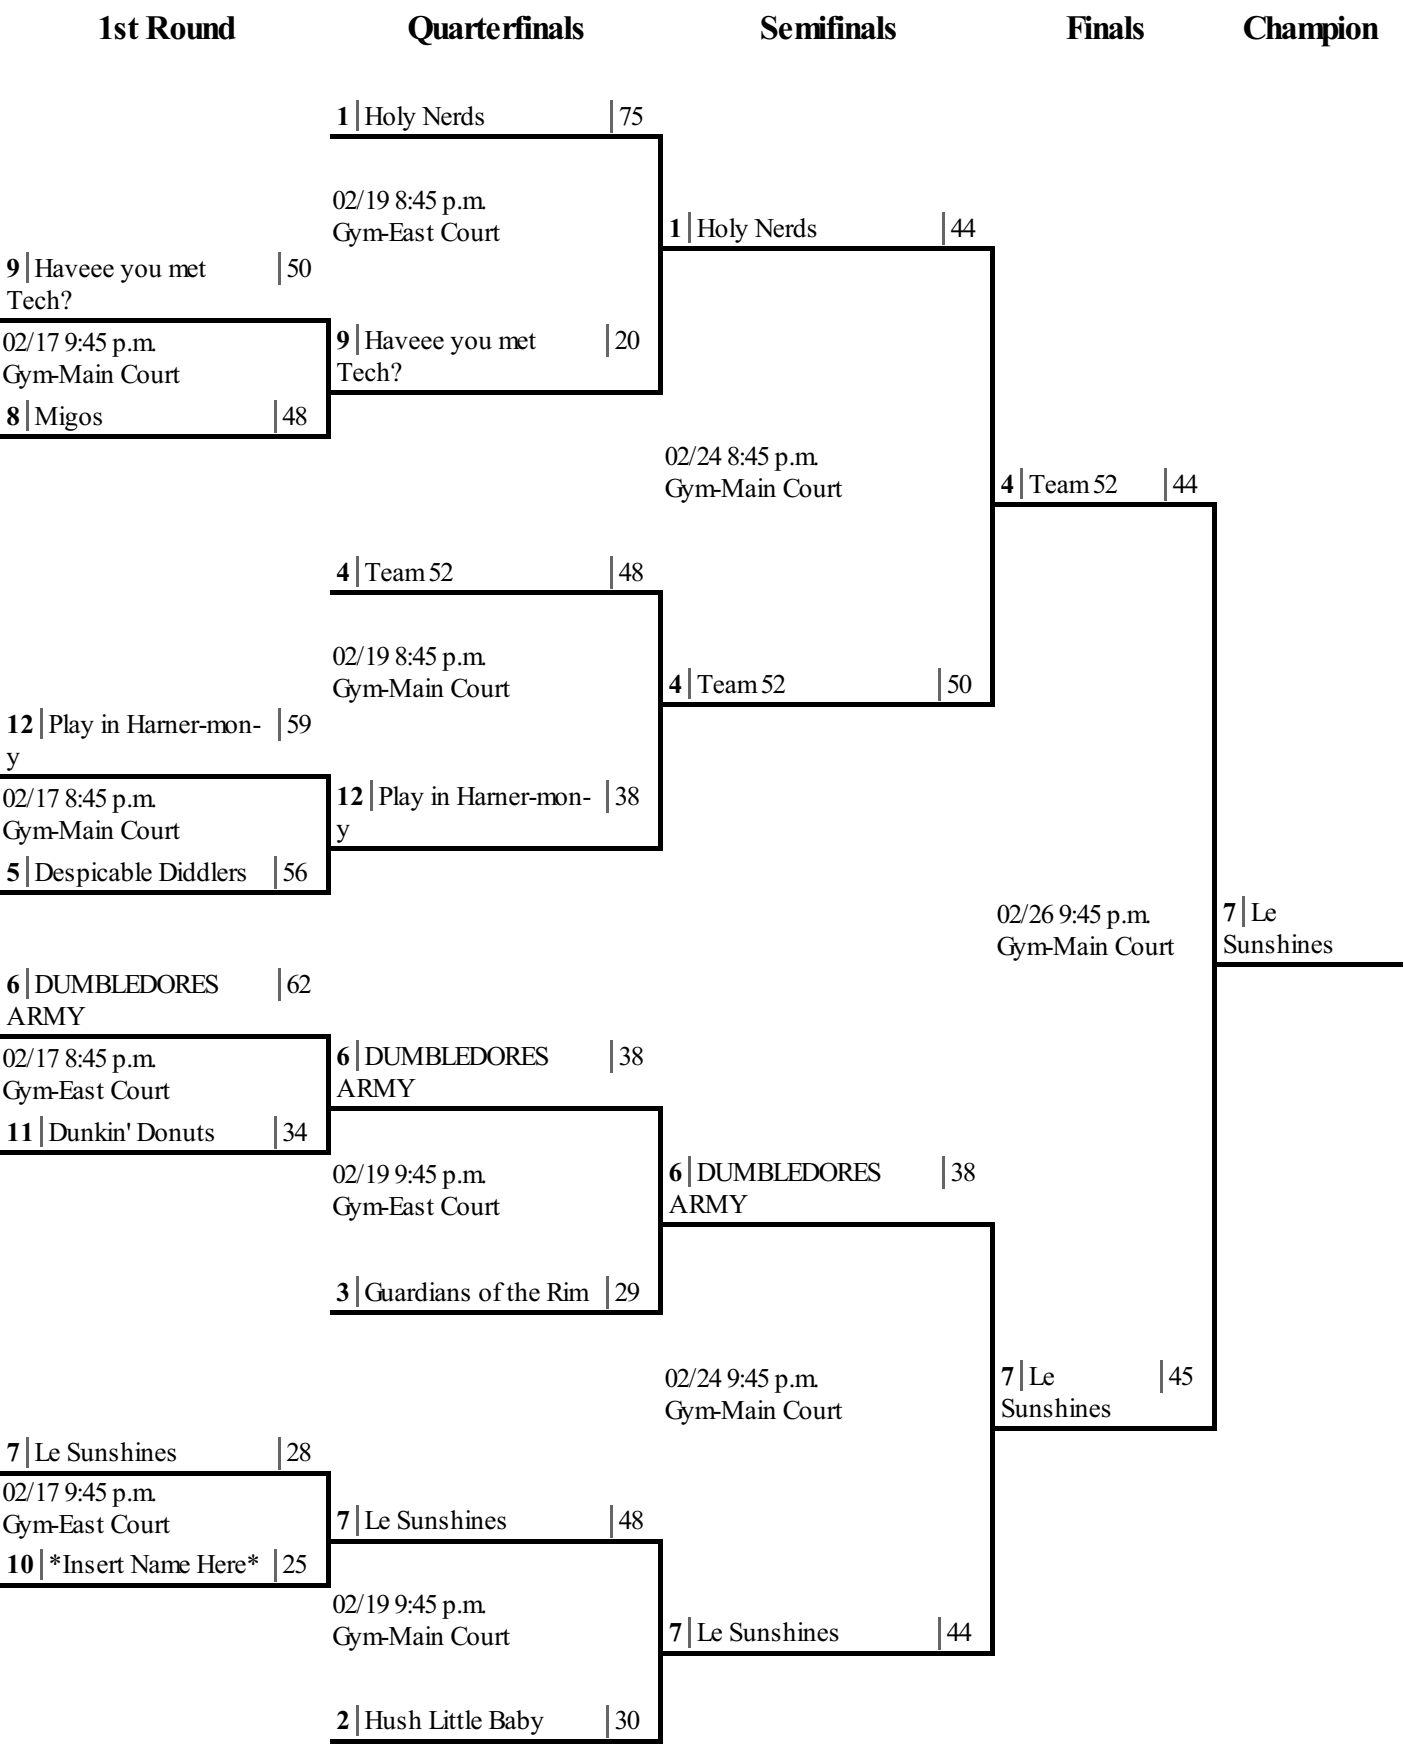 1st Round Quarterfinals Semifinals Finals Champion
1 Holy Nerds 75
02/19 8:45 p.m.
Gym-East Court
1 Holy Nerds 44
9 Haveee you met 50
Tech?
02/17 9:45 p.m.
Gym-Main Court
8 Migos 48
9 Haveee you met 20
Tech?
02/24 8:45 p.m.
Gym-Main Court
4 Team 52 44
4 Team 52 48
02/19 8:45 p.m.
Gym-Main Court
4 Team 52 50
12 Play in Harner-mon- 59
y
02/17 8:45 p.m.
Gym-Main Court
5 Despicable Diddlers 56
12 Play in Harner-mon- 38
y
02/26 9:45 p.m.
Gym-Main Court
7 Le
Sunshines
6 DUMBLEDORES 62
ARMY
02/17 8:45 p.m.
Gym-East Court
11 Dunkin' Donuts 34
6 DUMBLEDORES 38
ARMY
02/19 9:45 p.m.
Gym-East Court
6 DUMBLEDORES 38
ARMY
3 Guardians of the Rim 29
02/24 9:45 p.m.
Gym-Main Court
7 Le 45
Sunshines
7 Le Sunshines 28
02/17 9:45 p.m.
Gym-East Court
10 *Insert Name Here* 25
7 Le Sunshines 48
02/19 9:45 p.m.
Gym-Main Court
7 Le Sunshines 44
2 Hush Little Baby 30